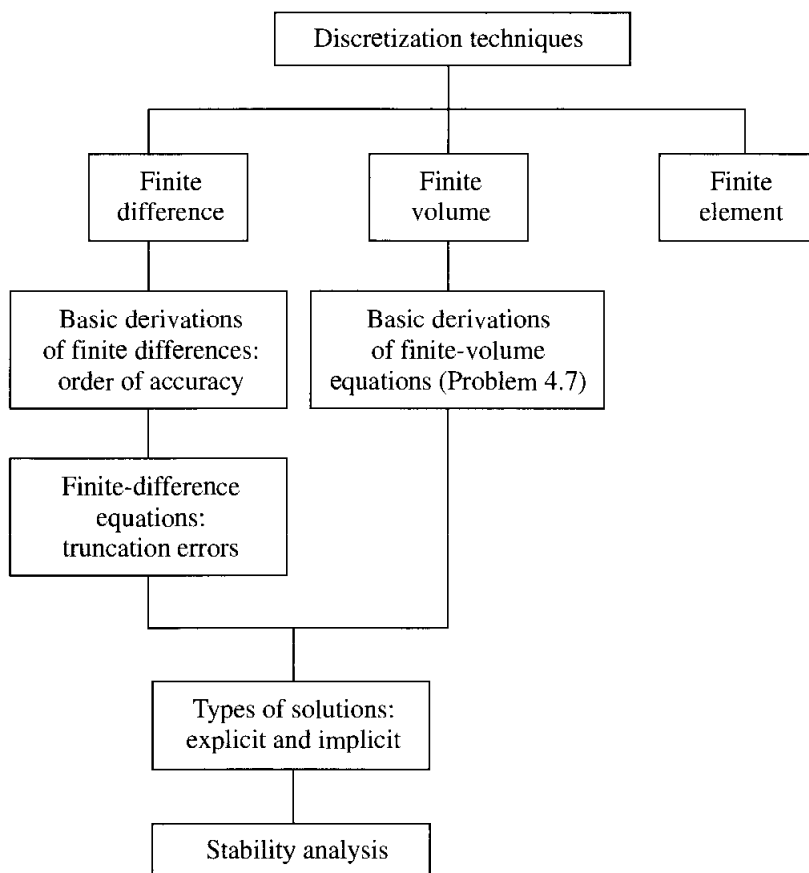 Discretization techniques
Finite
difference
Finite
volume
Finite
element
Basic derivations
of finite differences:
order of accuracy
Basic derivations
of finite-volume
equations (Problem 4.7)
Finite-difference
equations:
truncation errors
Types of solutions:
explicit and implicit
Stability analysis